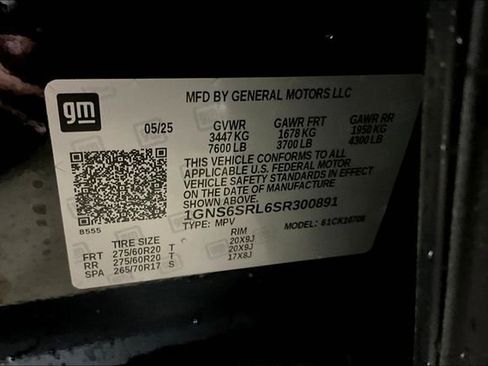 gm
MFD BY GENERAL MOTORS LLC
05/25 GVWR GAWR FRT GAWR RR
3447 KG 1678 KG 1950 KG
7600 LB 3700 LB 4300 LB
THIS VEHICLE CONFORMS TO ALL
APPLICABLE U.S. FEDERAL MOTOR
VEHICLE SAFETY STANDARDS IN EFFECT
ON THE DATE OF MANUFACTURE
SHOWN ABOVE.
1GNS6SRL6SR300891
8555 TYPE: MPV MODEL: 61CK10706
TIRE SIZE RIM
FRT 275/60R20 T 20X9J
RR 275/60R20 T 20X9J
SPA 265/70R17 S 17X8J